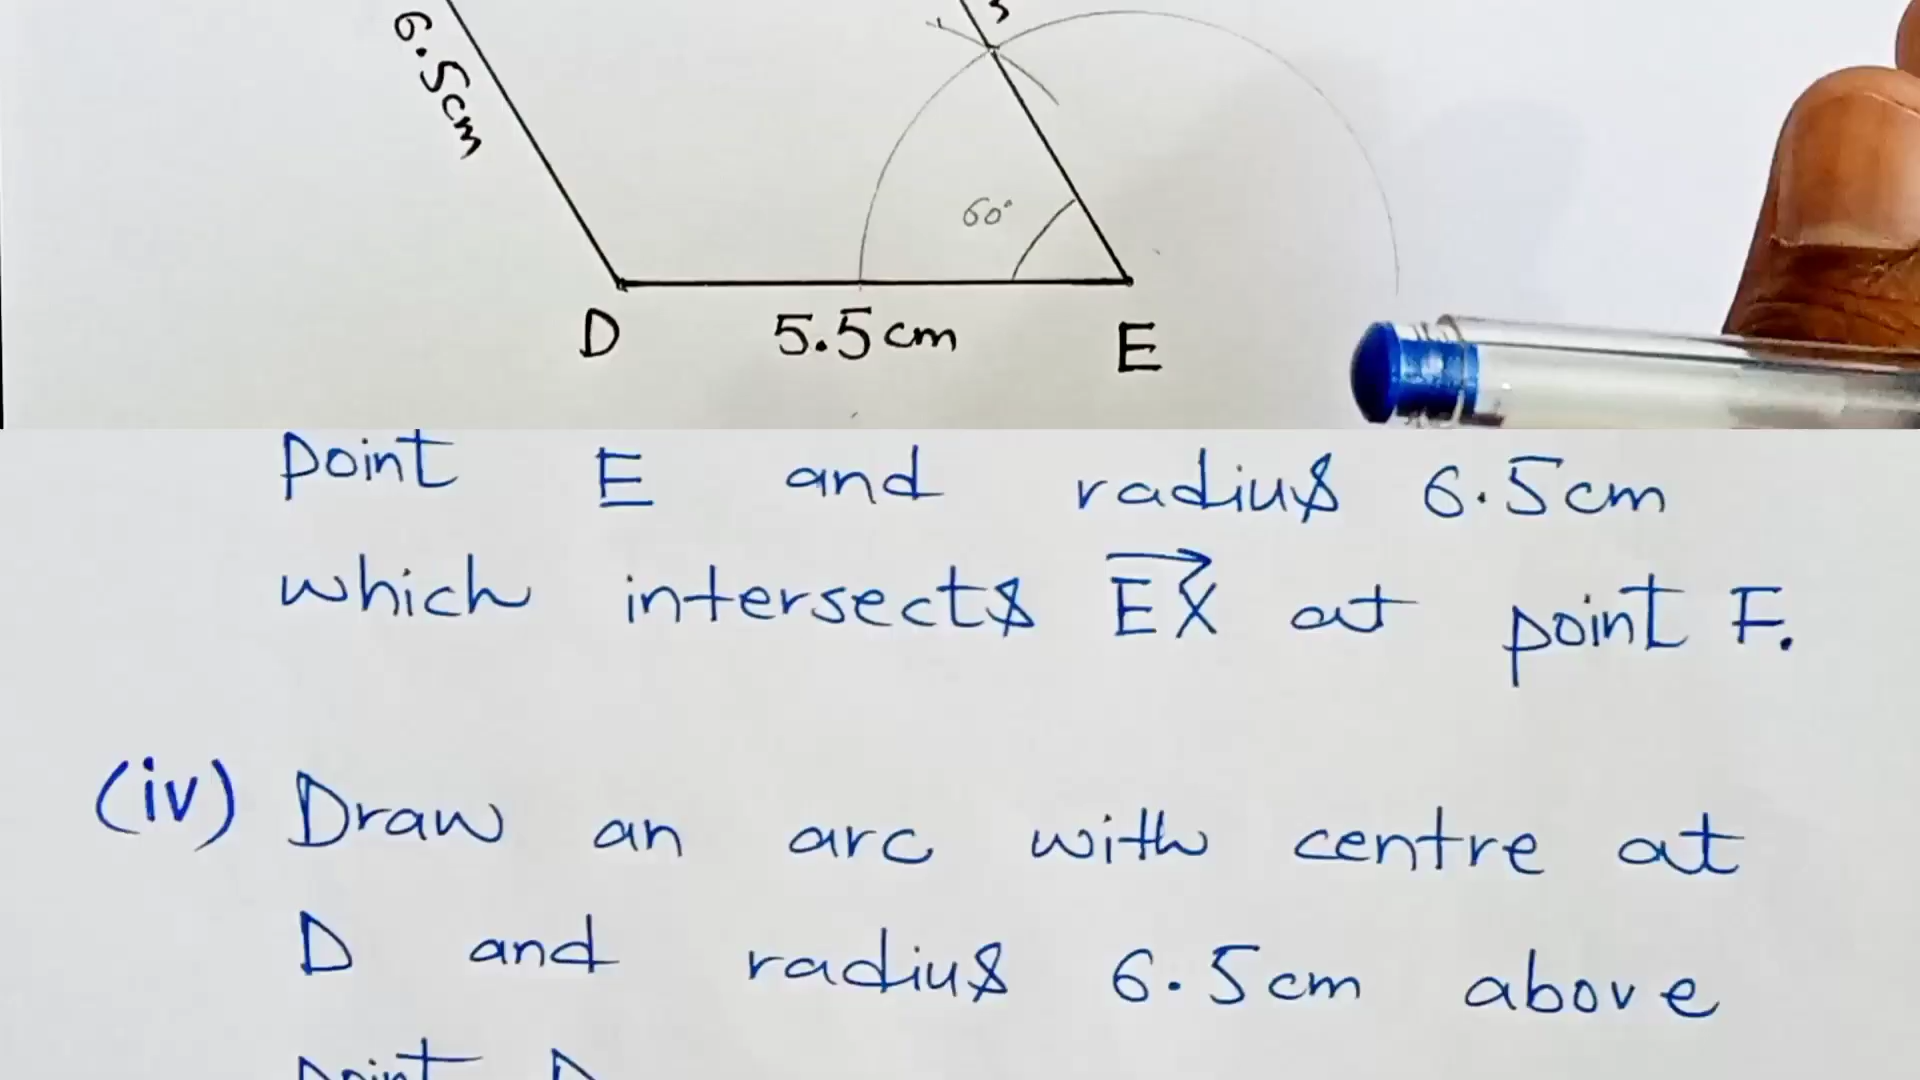 6.5cm
60°
D 5.5cm E
point E and radius 6.5cm
which intersects EX at point F.
(iv) Draw an arc with centre at
D and radius 6.5cm above
point D